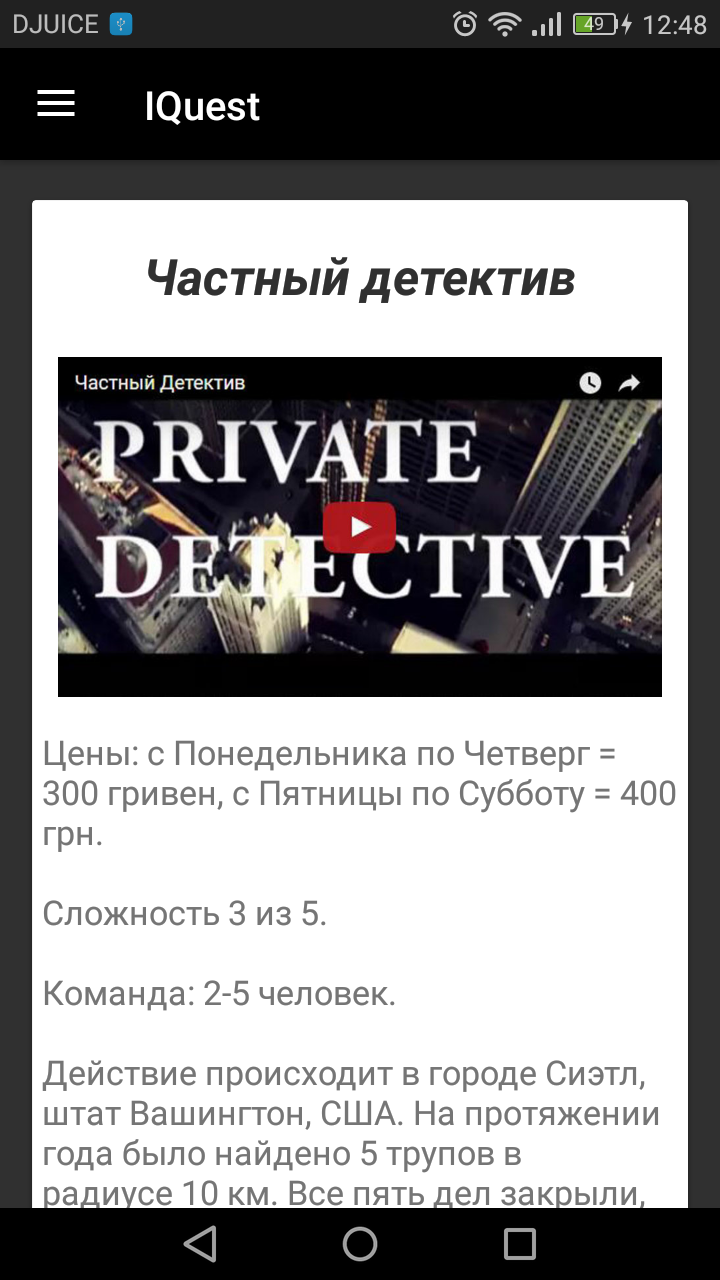 DJUICE 49 12:48
IQuest
Частный детектив
Частный Детектив
PRIVATE
DETECTIVE
Цены: с Понедельника по Четверг =
300 гривен, с Пятницы по Субботу = 400
грн.
Сложность 3 из 5.
Команда: 2-5 человек.
Действие происходит в городе Сиэтл,
штат Вашингтон, США. На протяжении
года было найдено 5 трупов в
радиусе 10 км. Все пять дел закрыли,